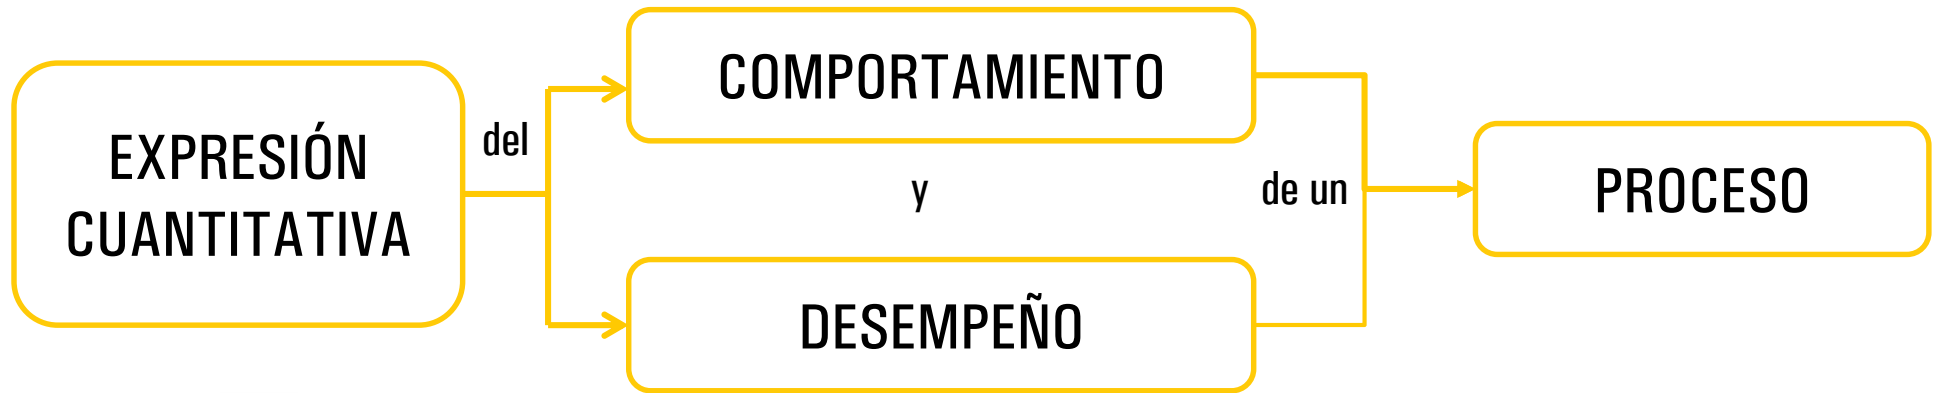 EXPRESIÓN
CUANTITATIVA
del
COMPORTAMIENTO
y
DESEMPEÑO
de un
PROCESO